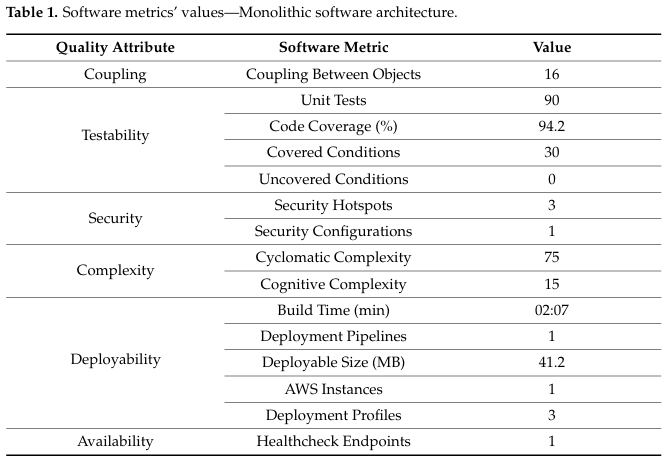 Table 1. Software metrics’ values—Monolithic software architecture.
Quality Attribute Software Metric Value
Coupling Coupling Between Objects 16
Testability Unit Tests 90
Code Coverage (%) 94.2
Covered Conditions 30
Uncovered Conditions 0
Security Security Hotspots 3
Security Configurations 1
Complexity Cyclomatic Complexity 75
Cognitive Complexity 15
Deployability Build Time (min) 02:07
Deployment Pipelines 1
Deployable Size (MB) 41.2
AWS Instances 1
Deployment Profiles 3
Availability Healthcheck Endpoints 1